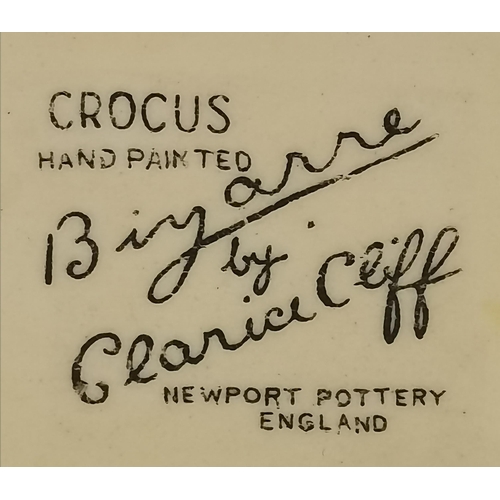 CROCUS
HAND PAINTED
Bizarre
by
Clarice Cliff
NEWPORT POTTERY
ENGLAND